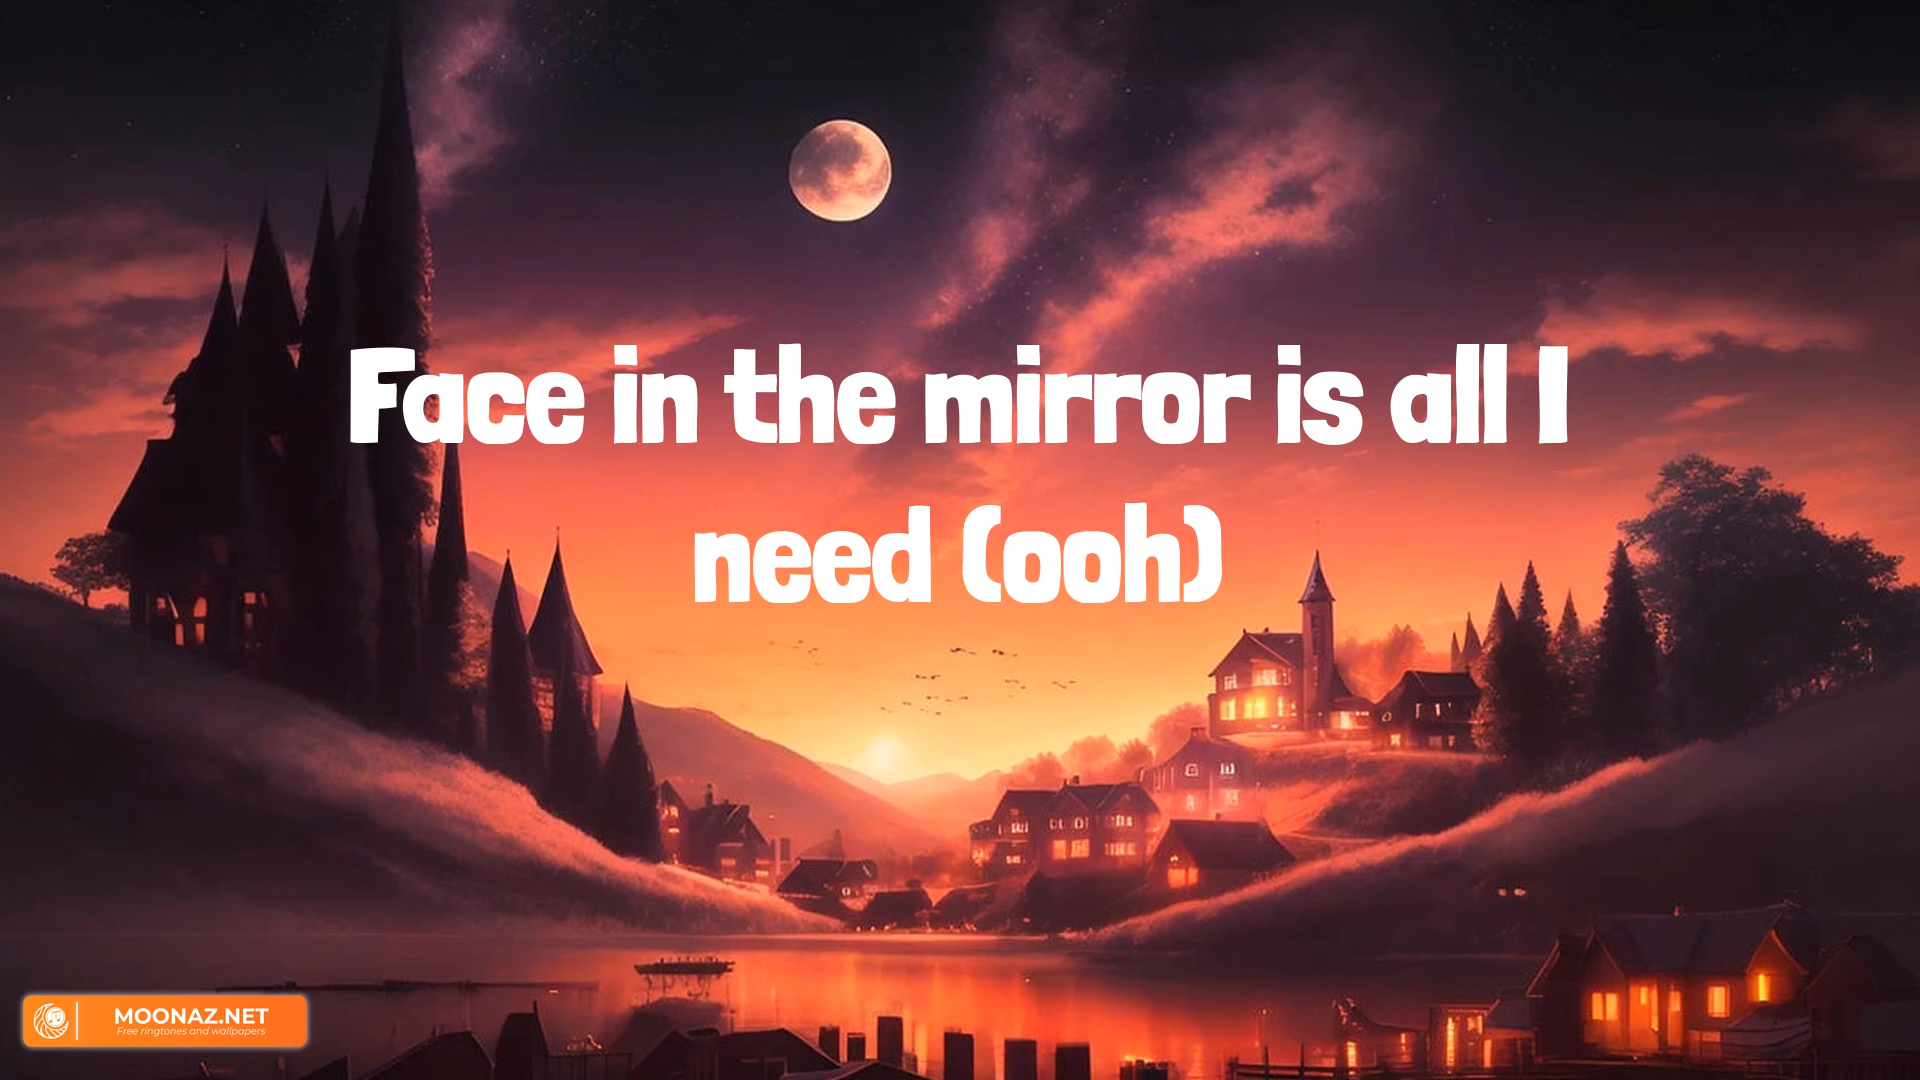 Face in the mirror is all I
need (ooh)
MOONAZ.NET
Free ringtones and wallpapers